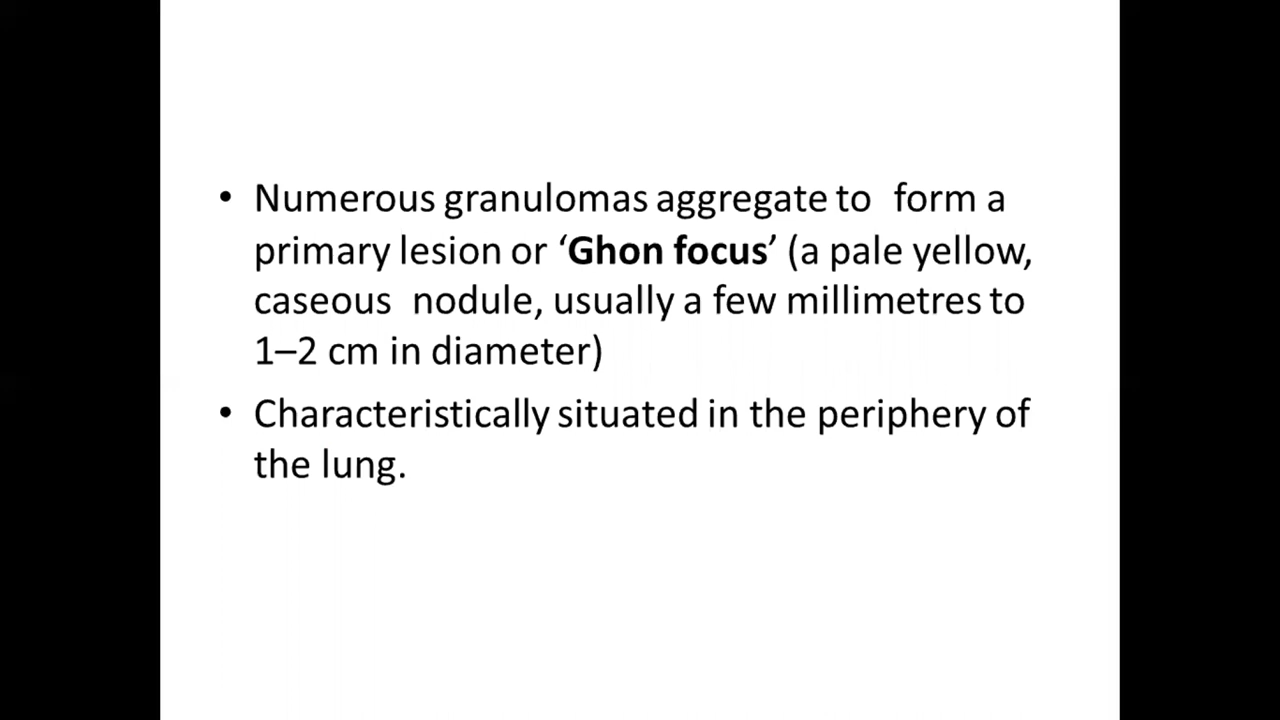 • Numerous granulomas aggregate to form a
primary lesion or ‘Ghon focus’ (a pale yellow,
caseous nodule, usually a few millimetres to
1–2 cm in diameter)
• Characteristically situated in the periphery of
the lung.